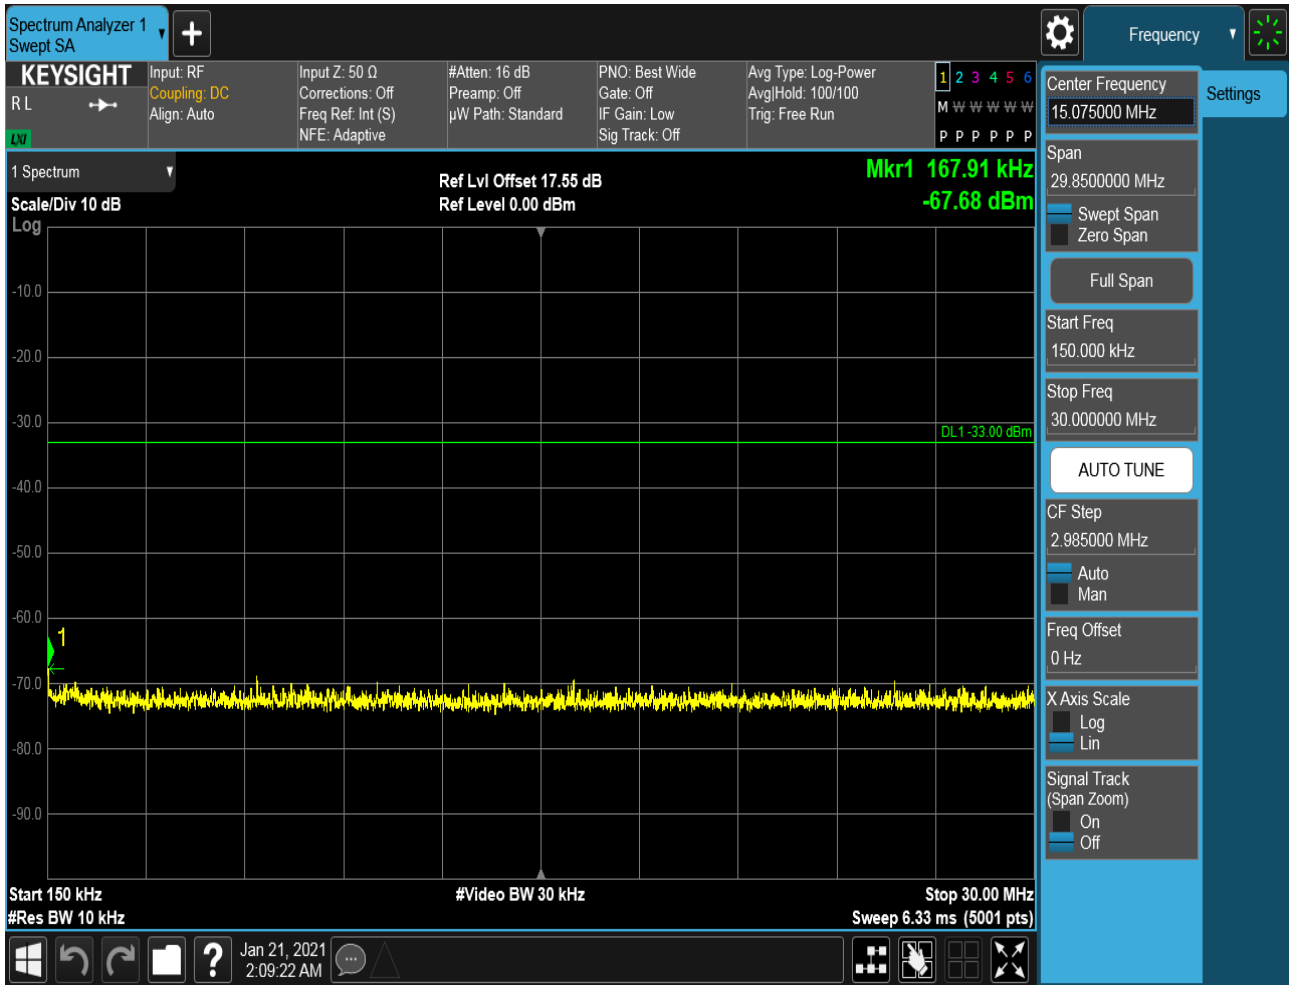 Spectrum Analyzer 1
Swept SA
+
Frequency
KEYSIGHT
R L
LXI
Input: RF
Coupling: DC
Align: Auto
Input Z: 50 Ω
Corrections: Off
Freq Ref: Int (S)
NFE: Adaptive
#Atten: 16 dB
Preamp: Off
µW Path: Standard
PNO: Best Wide
Gate: Off
IF Gain: Low
Sig Track: Off
Avg Type: Log-Power
Avg|Hold: 100/100
Trig: Free Run
1 2 3 4 5 6
M W W W W W
P P P P P P
1 Spectrum
Scale/Div 10 dB
Log
Ref Lvl Offset 17.55 dB
Ref Level 0.00 dBm
Mkr1 167.91 kHz
-67.68 dBm
-10.0
-20.0
-30.0
DL1 -33.00 dBm
-40.0
-50.0
-60.0
1
-70.0
-80.0
-90.0
Start 150 kHz
#Video BW 30 kHz
Stop 30.00 MHz
#Res BW 10 kHz
Sweep 6.33 ms (5001 pts)
?
Jan 21, 2021
2:09:22 AM
Center Frequency
15.075000 MHz
Settings
Span
29.8500000 MHz
Swept Span
Zero Span
Full Span
Start Freq
150.000 kHz
Stop Freq
30.000000 MHz
AUTO TUNE
CF Step
2.985000 MHz
Auto
Man
Freq Offset
0 Hz
X Axis Scale
Log
Lin
Signal Track
(Span Zoom)
On
Off